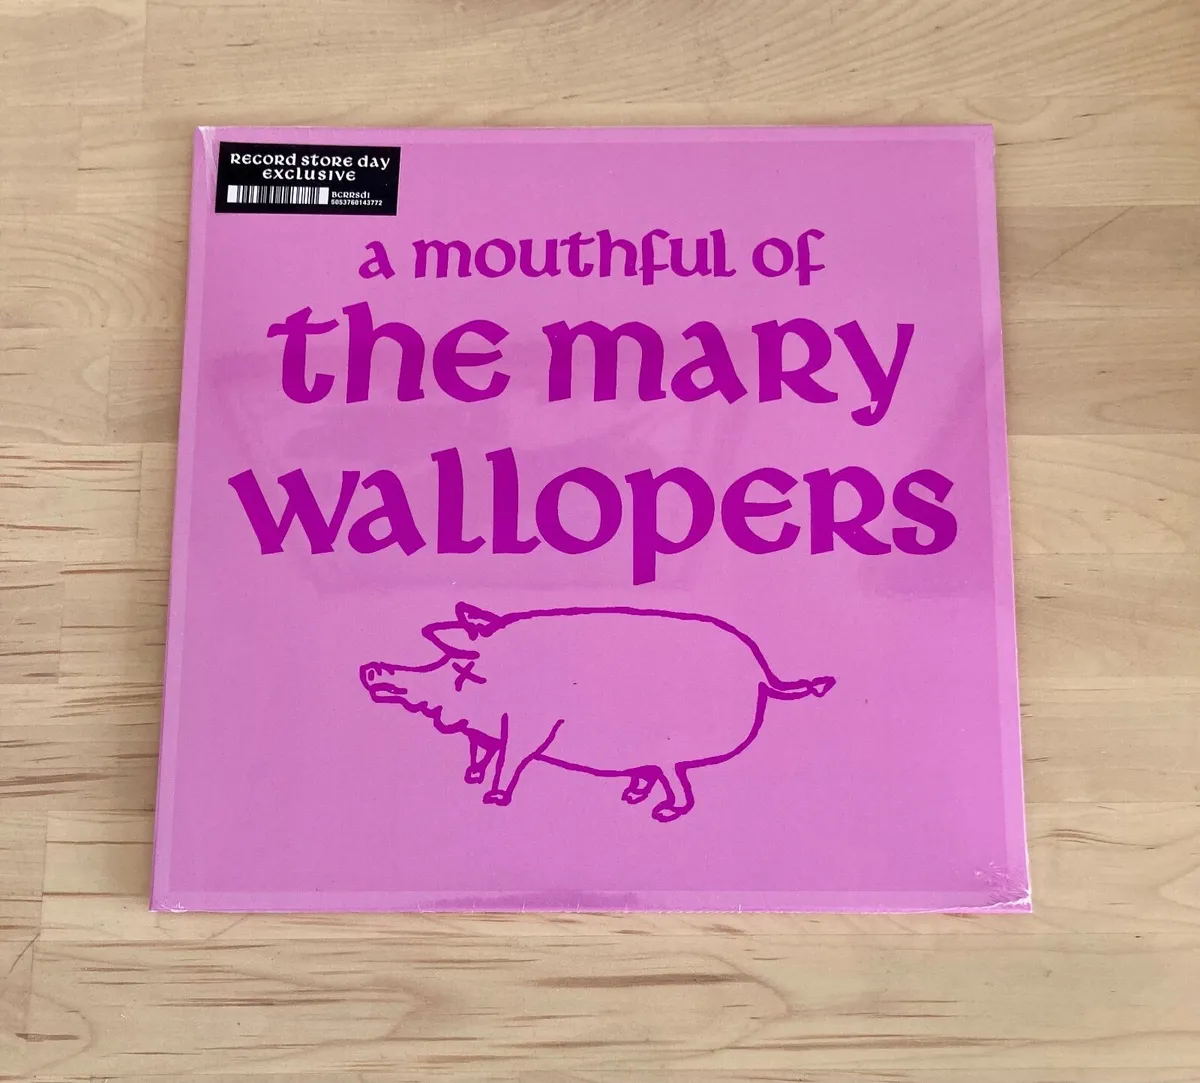 Record Store Day
Exclusive
BCRRSD1
5053760143772
a mouthful of
the mary
wallopers